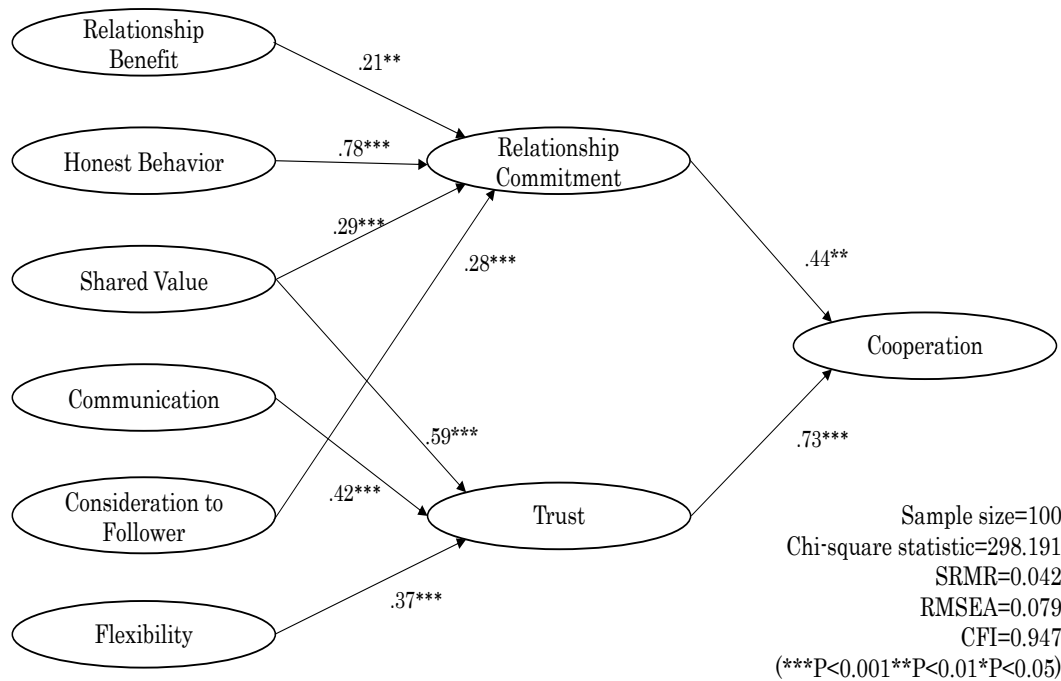 Relationship
Benefit
.21**
Honest Behavior
.78***
Relationship
Commitment
.29***
.28***
Shared Value
.44**
Cooperation
Communication
.59***
.73***
.42***
Consideration to
Follower
Trust
.37***
Flexibility
Sample size=100
Chi-square statistic=298.191
SRMR=0.042
RMSEA=0.079
CFI=0.947
(***P<0.001**P<0.01*P<0.05)